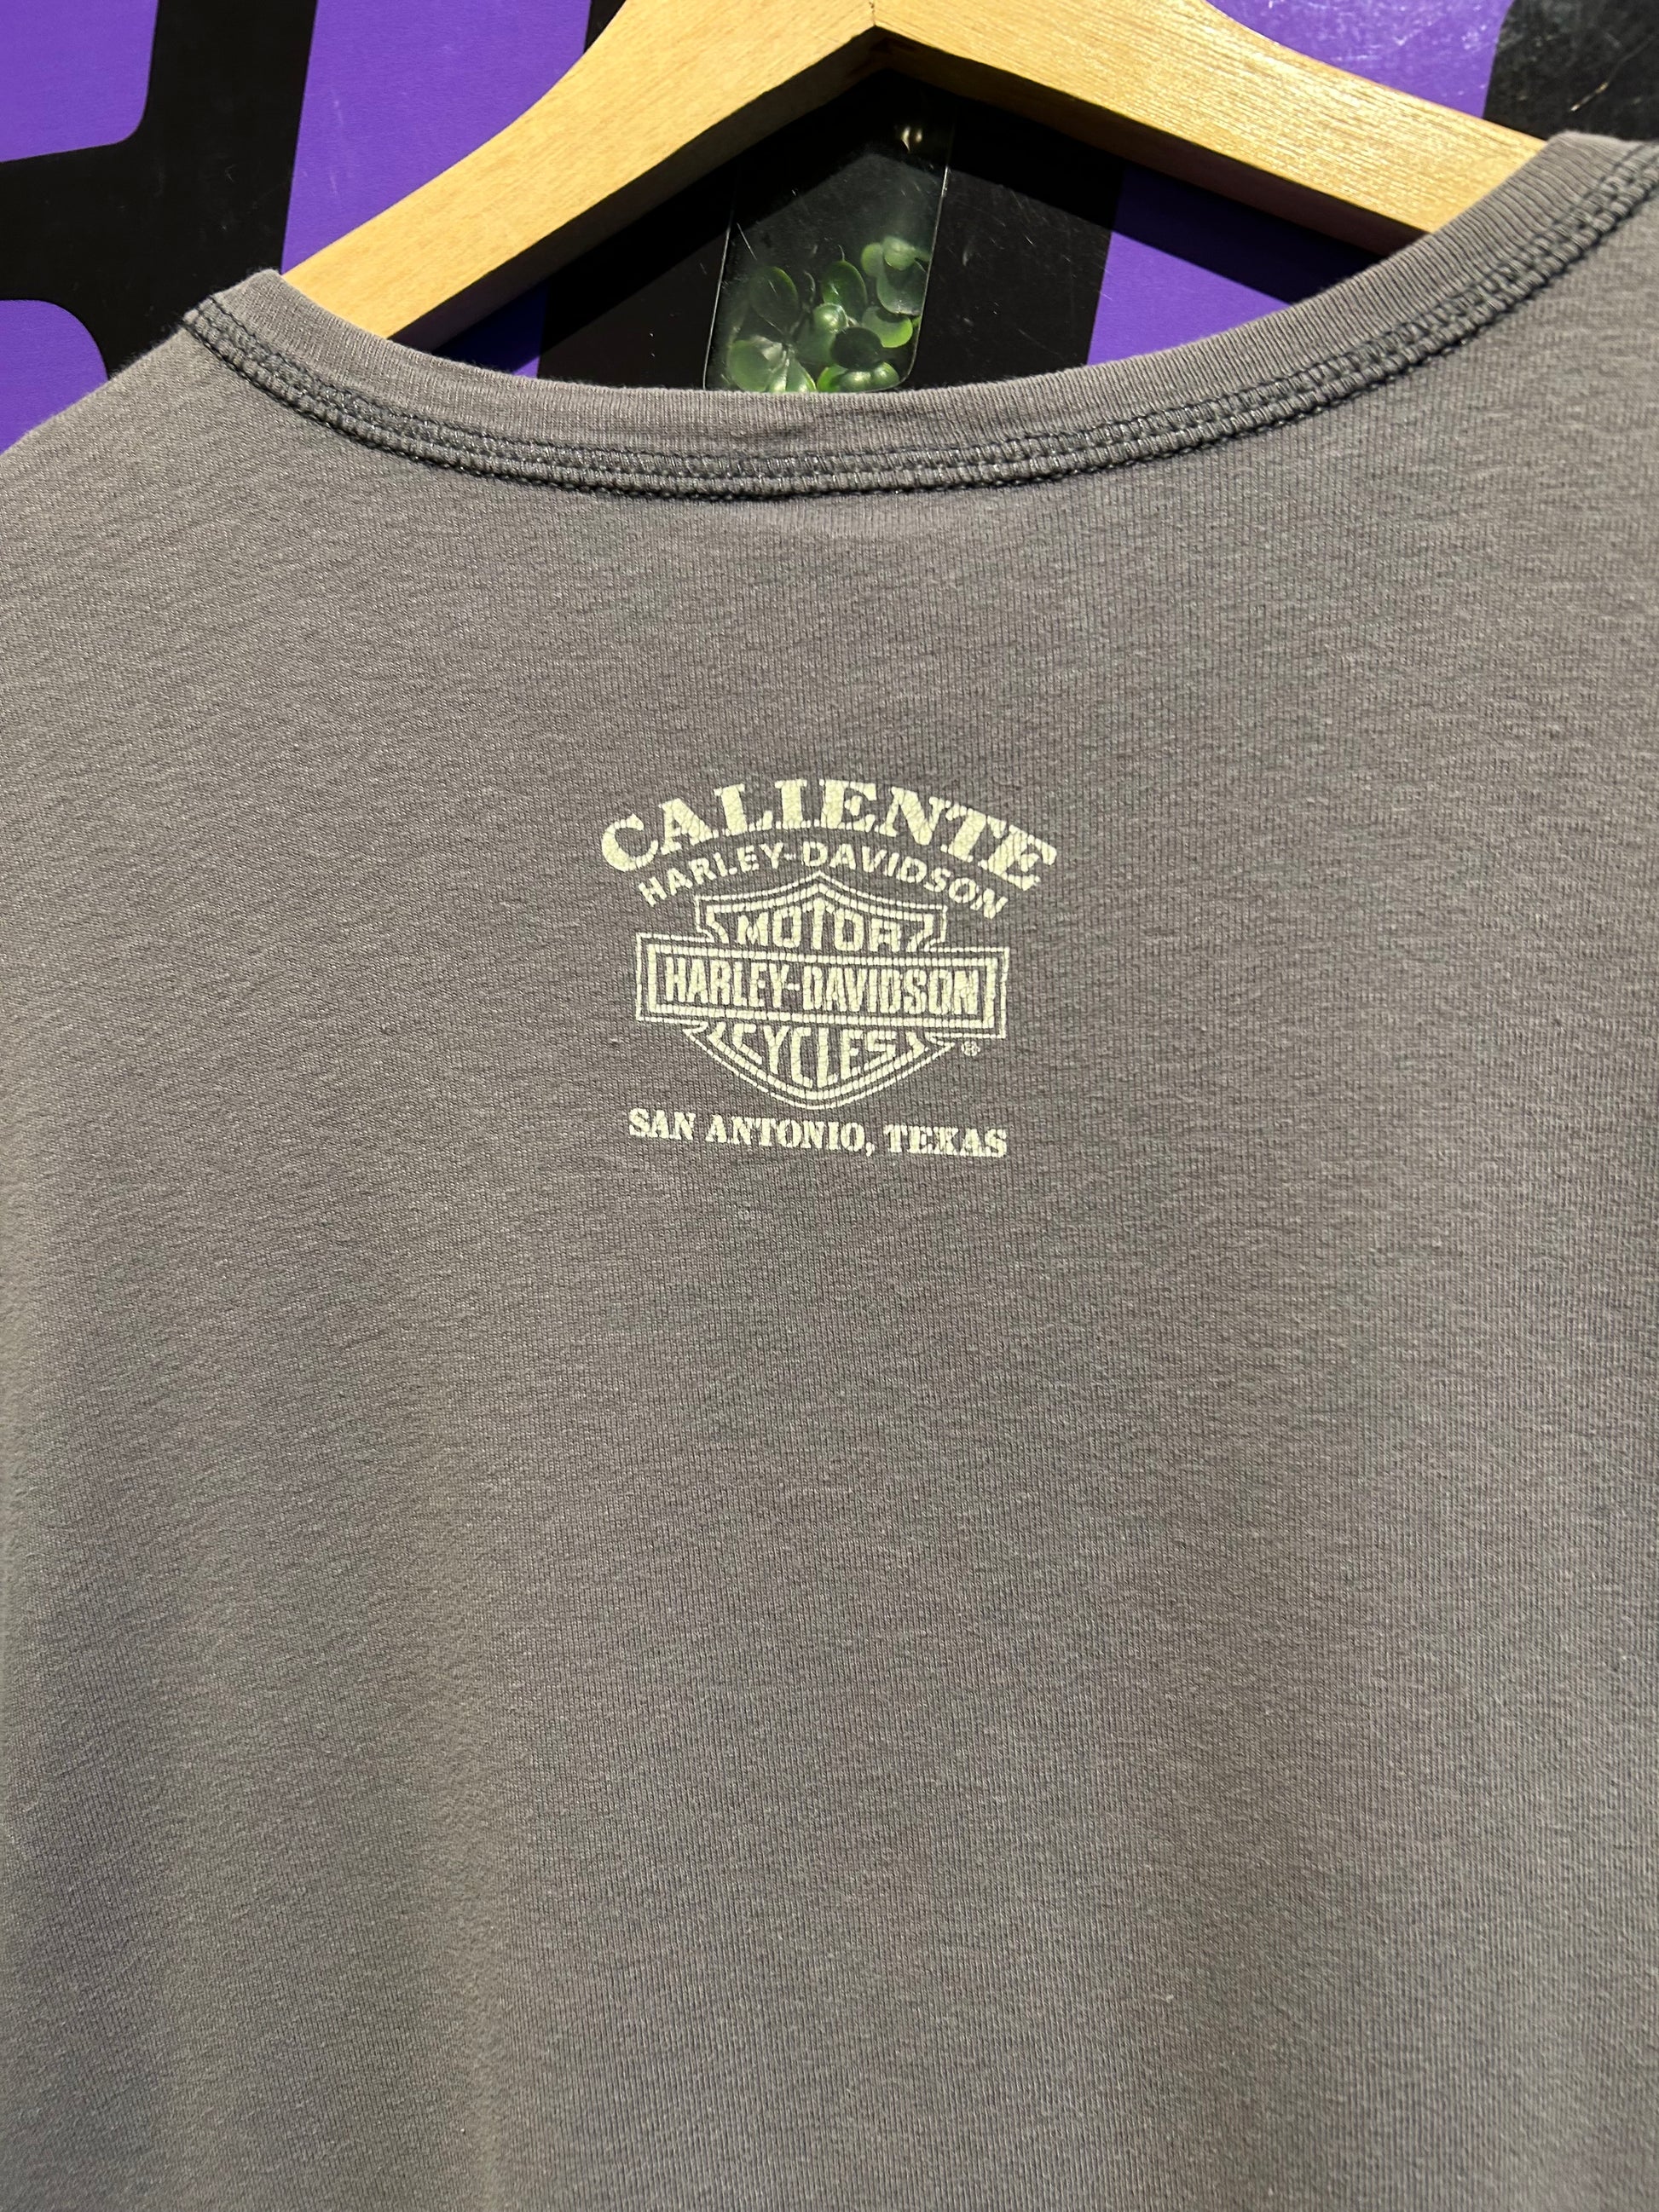 CALIENTE
HARLEY-DAVIDSON
MOTOR
HARLEY-DAVIDSON
CYCLES
®
SAN ANTONIO, TEXAS